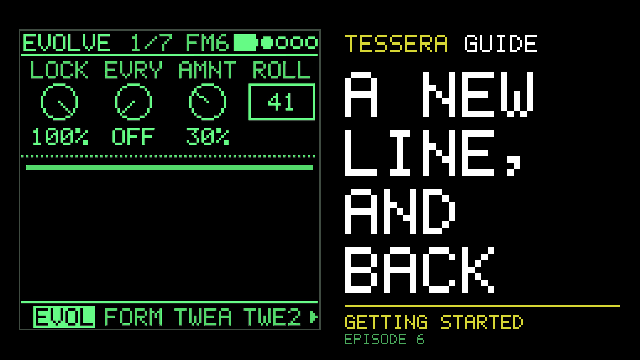 EVOLVE 1/7 FM6
LOCK EVRY AMNT ROLL
41
100% OFF 30%
EVOL FORM TWEA TWE2
TESSERA GUIDE
A NEW
LINE,
AND
BACK
GETTING STARTED
EPISODE 6